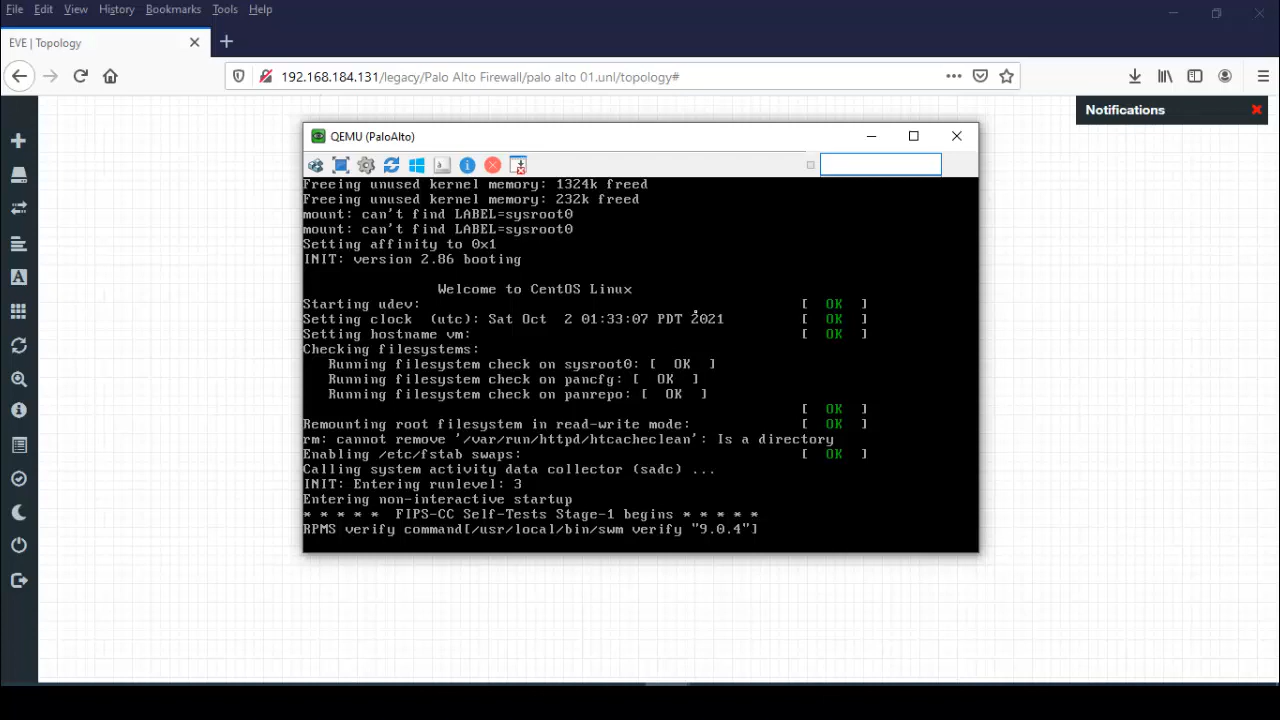 File Edit View History Bookmarks Tools Help
EVE | Topology
192.168.184.131/legacy/Palo Alto Firewall/palo alto 01.unl/topology#
Notifications
QEMU (PaloAlto)
Freeing unused kernel memory: 1324k freed
Freeing unused kernel memory: 232k freed
mount: can't find LABEL=sysroot0
mount: can't find LABEL=sysroot0
Setting affinity to 0x1
INIT: version 2.86 booting
Welcome to CentOS Linux
Starting udev: [ OK ]
Setting clock (utc): Sat Oct 2 01:33:07 PDT 2021 [ OK ]
Setting hostname vm: [ OK ]
Checking filesystems:
Running filesystem check on sysroot0: [ OK ]
Running filesystem check on pancfg: [ OK ]
Running filesystem check on panrepo: [ OK ]
[ OK ]
Remounting root filesystem in read-write mode: [ OK ]
rm: cannot remove '/var/run/httpd/htcacheclean': Is a directory
Enabling /etc/fstab swaps: [ OK ]
Calling system activity data collector (sadc) ...
INIT: Entering runlevel: 3
Entering non-interactive startup
* * * * * FIPS-CC Self-Tests Stage-1 begins * * * * *
RPMS verify command[/usr/local/bin/swm verify "9.0.4"]